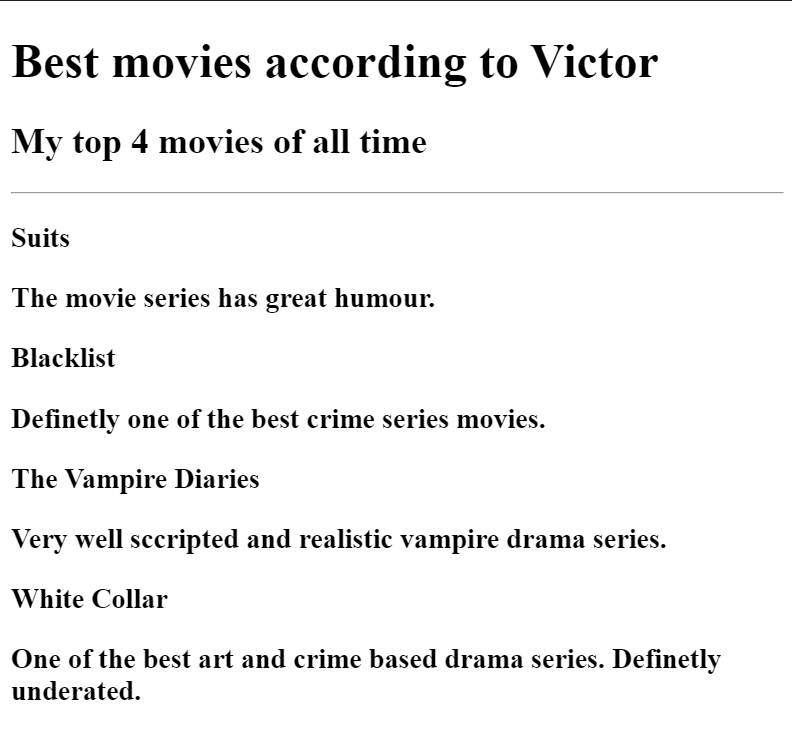 Best movies according to Victor
My top 4 movies of all time
Suits
The movie series has great humour.
Blacklist
Definetly one of the best crime series movies.
The Vampire Diaries
Very well sccripted and realistic vampire drama series.
White Collar
One of the best art and crime based drama series. Definetly
underated.